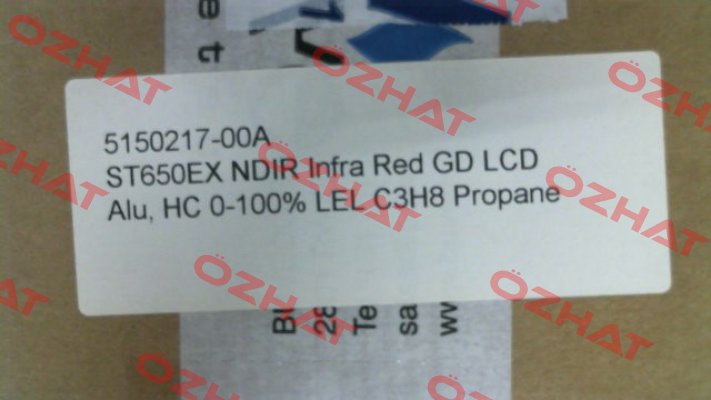 5150217-00A
ST650EX NDIR Infra Red GD LCD
Alu, HC 0-100% LEL C3H8 Propane
ÖZHAT
ÖZHAT
ÖZHAT
ÖZHAT
ÖZHAT
ÖZHAT
ÖZHAT
ÖZHAT
ÖZHAT